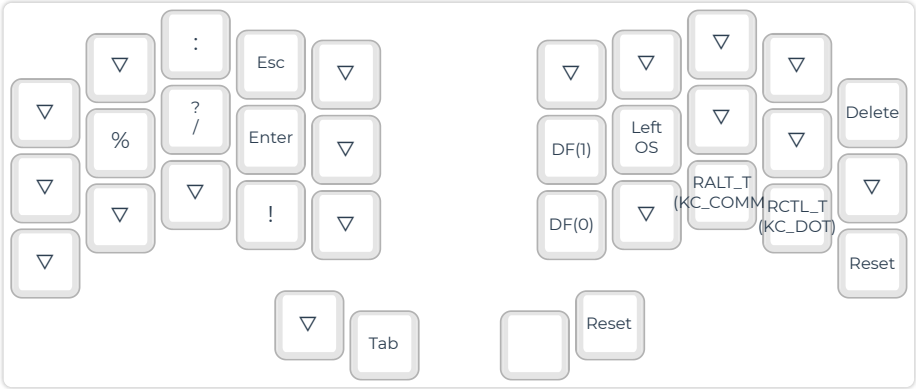 ▽ ▽ : Esc ▽ ▽ ▽ ▽ ▽ Delete
▽ % ?
/ Enter ▽ DF(1) Left
OS ▽ ▽ ▽
▽ ▽ ▽ ! ▽ DF(0) ▽ RALT_T
(KC_COMM RCTL_T
(KC_DOT) Reset
▽ Tab Reset